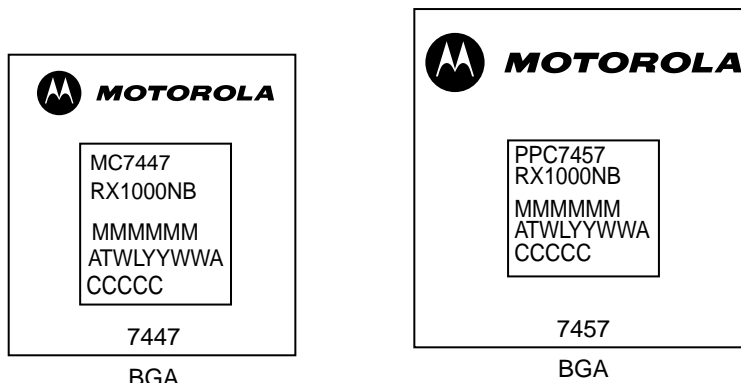 MOTOROLA
MC7447
RX1000NB
MMMMMM
ATWLYYWWA
CCCCC
7447
BGA
MOTOROLA
PPC7457
RX1000NB
MMMMMM
ATWLYYWWA
CCCCC
7457
BGA